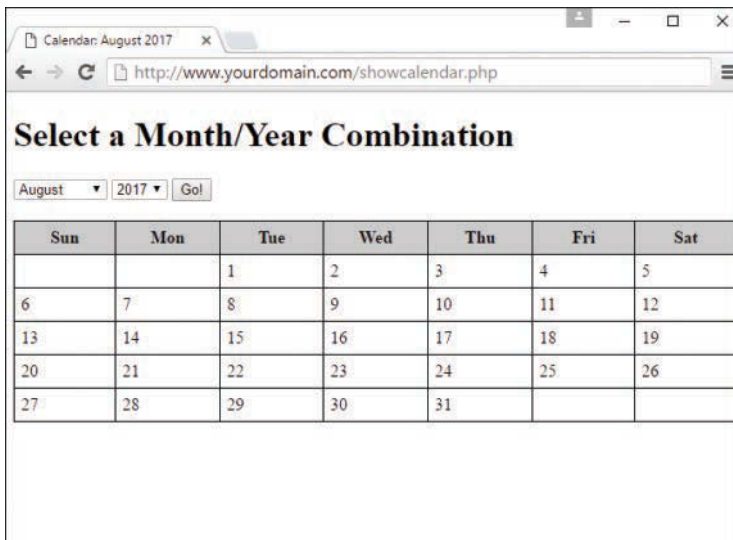 Calendar: August 2017
http://www.yourdomain.com/showcalendar.php
Select a Month/Year Combination
August 2017 Go!
Sun Mon Tue Wed Thu Fri Sat
1 2 3 4 5
6 7 8 9 10 11 12
13 14 15 16 17 18 19
20 21 22 23 24 25 26
27 28 29 30 31